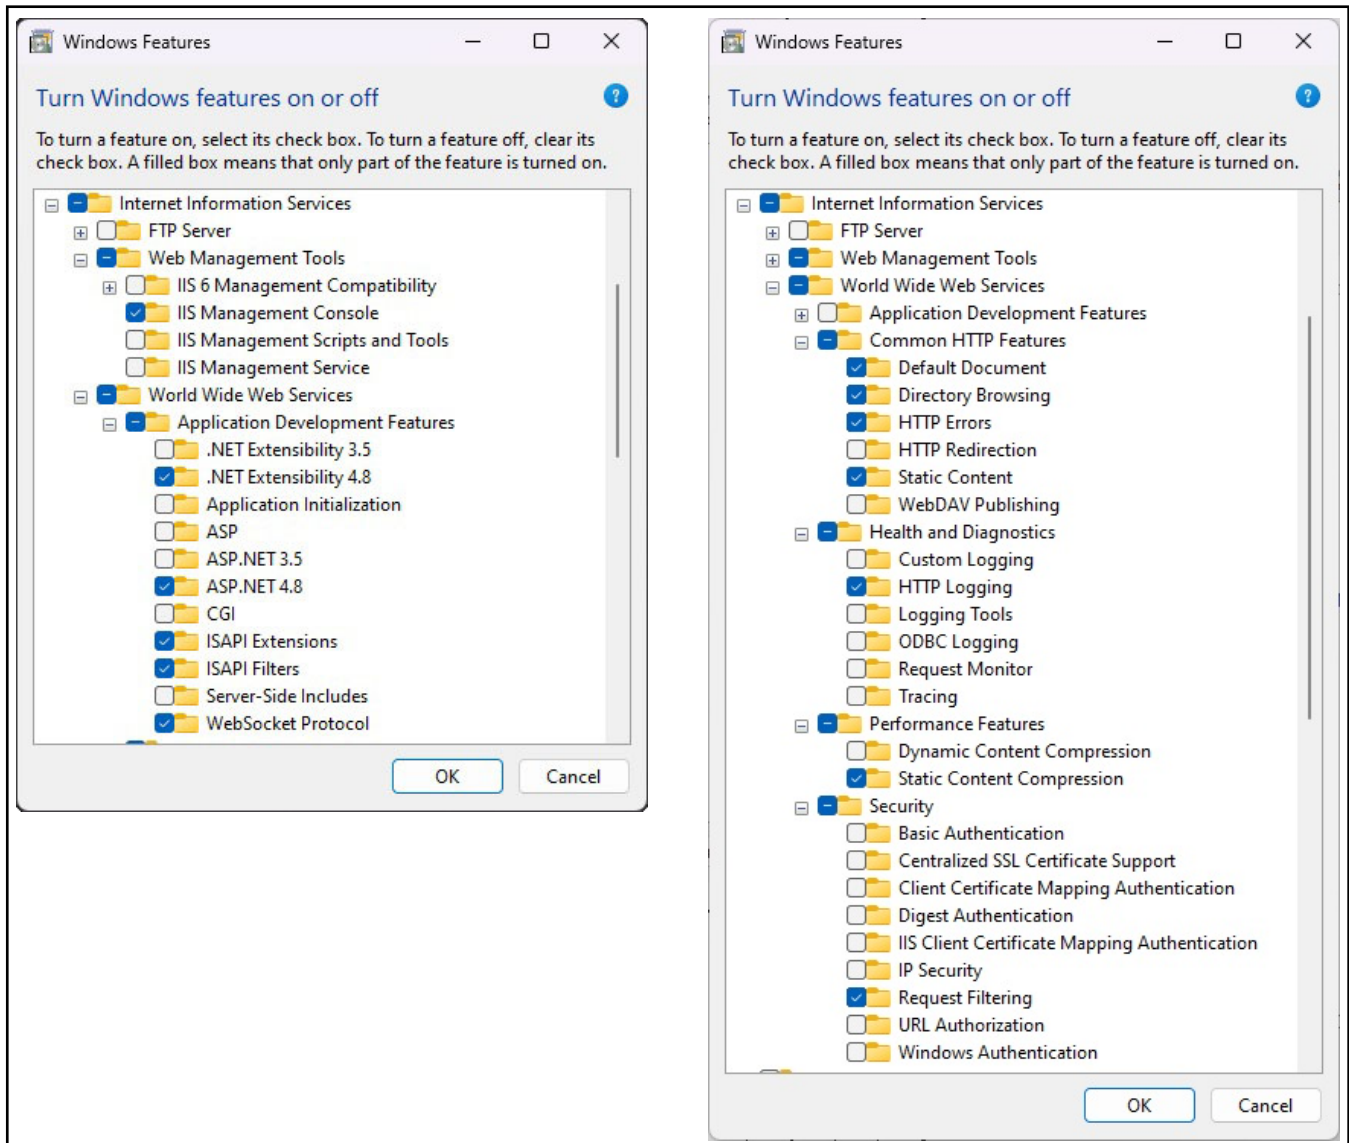 Windows Features
Turn Windows features on or off
?
To turn a feature on, select its check box. To turn a feature off, clear its
check box. A filled box means that only part of the feature is turned on.
Internet Information Services
FTP Server
Web Management Tools
IIS 6 Management Compatibility
IIS Management Console
IIS Management Scripts and Tools
IIS Management Service
World Wide Web Services
Application Development Features
.NET Extensibility 3.5
.NET Extensibility 4.8
Application Initialization
ASP
ASP.NET 3.5
ASP.NET 4.8
CGI
ISAPI Extensions
ISAPI Filters
Server-Side Includes
WebSocket Protocol
OK
Cancel
Windows Features
Turn Windows features on or off
?
To turn a feature on, select its check box. To turn a feature off, clear its
check box. A filled box means that only part of the feature is turned on.
Internet Information Services
FTP Server
Web Management Tools
World Wide Web Services
Application Development Features
Common HTTP Features
Default Document
Directory Browsing
HTTP Errors
HTTP Redirection
Static Content
WebDAV Publishing
Health and Diagnostics
Custom Logging
HTTP Logging
Logging Tools
ODBC Logging
Request Monitor
Tracing
Performance Features
Dynamic Content Compression
Static Content Compression
Security
Basic Authentication
Centralized SSL Certificate Support
Client Certificate Mapping Authentication
Digest Authentication
IIS Client Certificate Mapping Authentication
IP Security
Request Filtering
URL Authorization
Windows Authentication
OK
Cancel